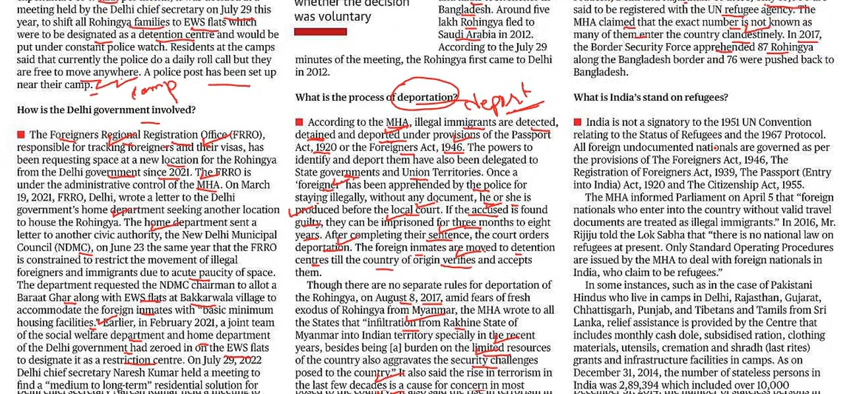 meeting held by the Delhi chief secretary on July 29 this
year, to shift all Rohingya families to EWS flats which
were to be designated as a detention centre and would be
put under constant police watch. Residents at the camps
said that currently the police do a daily roll call but they
are free to move anywhere. A police post has been set up
near their camp.
camp
How is the Delhi government involved?
■ The Foreigners Regional Registration Office (FRRO),
responsible for tracking foreigners and their visas, has
been requesting space at a new location for the Rohingya
from the Delhi government since 2021. The FRRO is
under the administrative control of the MHA. On March
19, 2021, FRRO, Delhi, wrote a letter to the Delhi
government's home department seeking another location
to house the Rohingya. The home department sent a
letter to another civic authority, the New Delhi Municipal
Council (NDMC), on June 23 the same year that the FRRO
is constrained to restrict the movement of illegal
foreigners and immigrants due to acute paucity of space.
The department requested the NDMC chairman to allot a
Baraat Ghar along with EWS flats at Bakkarwala village to
accommodate the foreign inmates with "basic minimum
housing facilities." Earlier, in February 2021, a joint team
of the social welfare department and home department
of the Delhi government had zeroed in on the EWS flats
to designate it as a restriction centre. On July 29, 2022
Delhi chief secretary Naresh Kumar held a meeting to
find a "medium to long-term" residential solution for
whether the decision
was voluntary
Bangladesh. Around five
lakh Rohingya fled to
Saudi Arabia in 2012.
According to the July 29
minutes of the meeting, the Rohingya first came to Delhi
in 2012.
What is the process of deportation?
deport
■ According to the MHA, illegal immigrants are detected,
detained and deported under provisions of the Passport
Act, 1920 or the Foreigners Act, 1946. The powers to
identify and deport them have also been delegated to
State governments and Union Territories. Once a
'foreigner' has been apprehended by the police for
staying illegally, without any document, he or she is
produced before the local court. If the accused is found
guilty, they can be imprisoned for three months to eight
years. After completing their sentence, the court orders
deportation. The foreign inmates are moved to detention
centres till the country of origin verifies and accepts
them.
Though there are no separate rules for deportation of
the Rohingya, on August 8, 2017, amid fears of fresh
exodus of Rohingya from Myanmar, the MHA wrote to all
the States that "infiltration from Rakhine State of
Myanmar into Indian territory specially in the recent
years, besides being [a] burden on the limited resources
of the country also aggravates the security challenges
posed to the country." It also said the rise in terrorism in
the last few decades is a cause for concern in most
said to be registered with the UN refugee agency. The
MHA claimed that the exact number is not known as
many of them enter the country clandestinely. In 2017,
the Border Security Force apprehended 87 Rohingya
along the Bangladesh border and 76 were pushed back to
Bangladesh.
What is India's stand on refugees?
■ India is not a signatory to the 1951 UN Convention
relating to the Status of Refugees and the 1967 Protocol.
All foreign undocumented nationals are governed as per
the provisions of The Foreigners Act, 1946, The
Registration of Foreigners Act, 1939, The Passport (Entry
into India) Act, 1920 and The Citizenship Act, 1955.
The MHA informed Parliament on April 5 that "foreign
nationals who enter into the country without valid travel
documents are treated as illegal immigrants." In 2016, Mr.
Rijiju told the Lok Sabha that "there is no national law on
refugees at present. Only Standard Operating Procedures
are issued by the MHA to deal with foreign nationals in
India, who claim to be refugees."
In some instances, such as in the case of Pakistani
Hindus who live in camps in Delhi, Rajasthan, Gujarat,
Chhattisgarh, Punjab, and Tibetans and Tamils from Sri
Lanka, relief assistance is provided by the Centre that
includes monthly cash dole, subsidised ration, clothing
materials, utensils, cremation and shradh (last rites)
grants and infrastructure facilities in camps. As on
December 31, 2014, the number of stateless persons in
India was 2,89,394 which included over 10,000